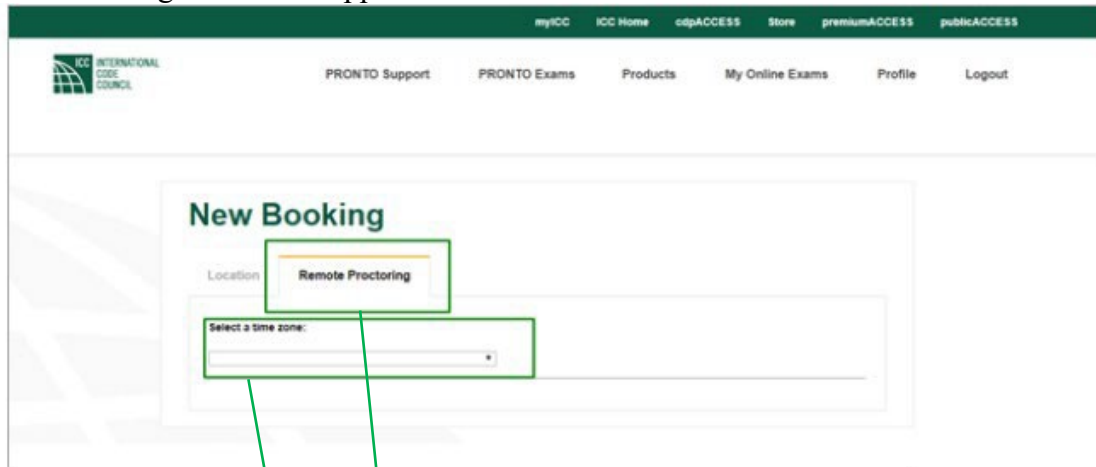 myICC ICC Home cdpACCESS Store premiumACCESS publicACCESS
ICC INTERNATIONAL
CODE
COUNCIL
PRONTO Support PRONTO Exams Products My Online Exams Profile Logout
New Booking
Location Remote Proctoring
Select a time zone: